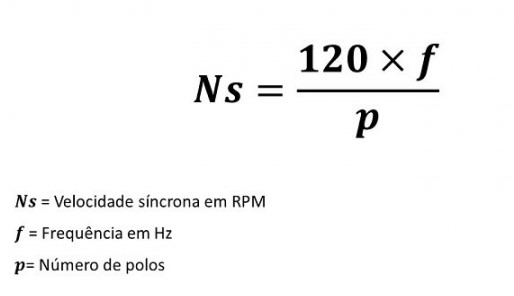 Ns = 120 × f / p
Ns = Velocidade síncrona em RPM
f = Frequência em Hz
p= Número de polos